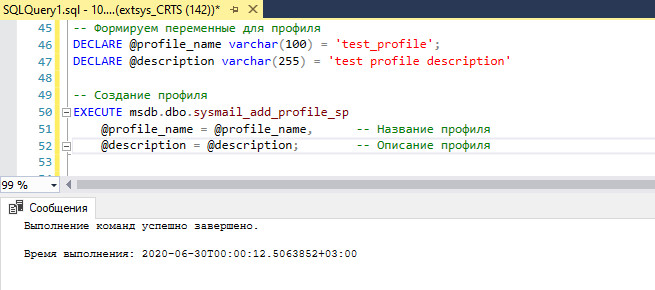 SQLQuery1.sql - 10....(extsys_CRTS (142))*
45 -- Формируем переменные для профиля
46 DECLARE @profile_name varchar(100) = 'test_profile';
47 DECLARE @description varchar(255) = 'test profile description'
48
49 -- Создание профиля
50 EXECUTE msdb.dbo.sysmail_add_profile_sp
51 @profile_name = @profile_name, -- Название профиля
52 @description = @description; -- Описание профиля
53
99 %
Сообщения
Выполнение команд успешно завершено.
Время выполнения: 2020-06-30T00:00:12.5063852+03:00